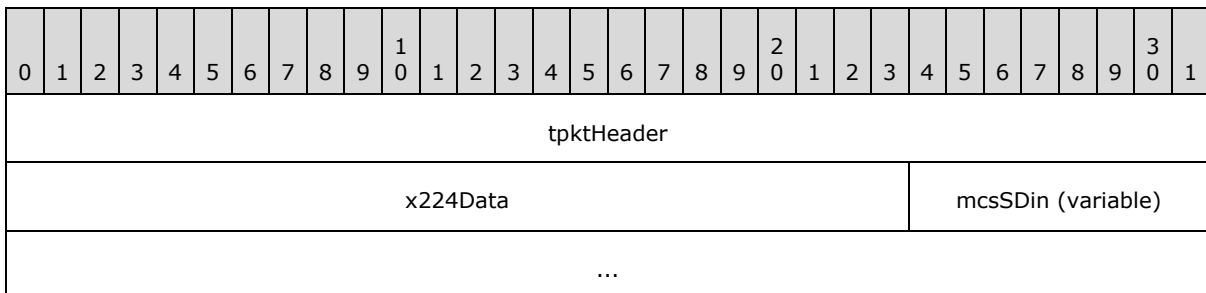 1 2 3
0 1 2 3 4 5 6 7 8 9 0 1 2 3 4 5 6 7 8 9 0 1 2 3 4 5 6 7 8 9 0 1
tpktHeader
x224Data mcsSDin (variable)
...